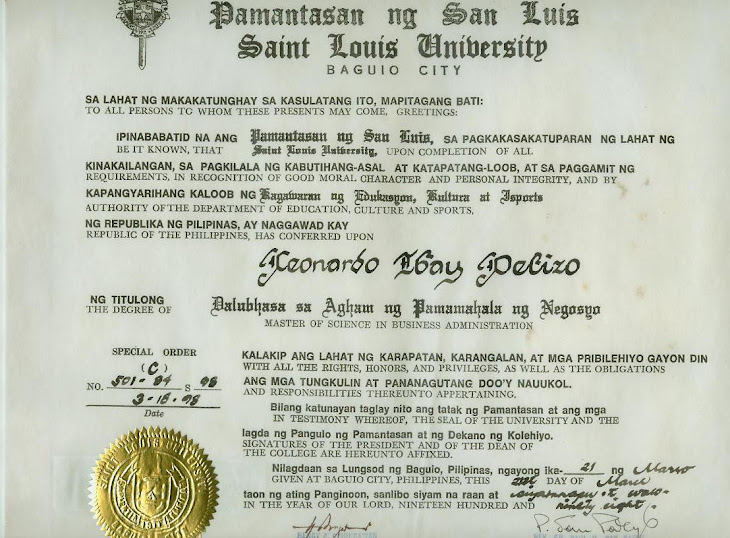 Pamantasan ng San Luis
Saint Louis University
BAGUIO CITY
SA LAHAT NG MAKAKATUNGHAY SA KASULATANG ITO, MAPITAGANG BATI:
TO ALL PERSONS TO WHOM THESE PRESENTS MAY COME, GREETINGS:
IPINABABATID NA ANG Pamantasan ng San Luis, SA PAGKAKASAKATUPARAN NG LAHAT NG
BE IT KNOWN, THAT Saint Louis University, UPON COMPLETION OF ALL
KINAKAILANGAN, SA PAGKILALA NG KABUTIHANG-ASAL AT KATAPATANG-LOOB, AT SA PAGGAMIT NG
REQUIREMENTS, IN RECOGNITION OF GOOD MORAL CHARACTER AND PERSONAL INTEGRITY, AND BY
KAPANGYARIHANG KALOOB NG Kagawaran ng Edukasyon, Kultura at Isports
AUTHORITY OF THE DEPARTMENT OF EDUCATION, CULTURE AND SPORTS,
NG REPUBLIKA NG PILIPINAS, AY NAGGAWAD KAY
REPUBLIC OF THE PHILIPPINES, HAS CONFERRED UPON
Leonardo Ibay
NG TITULONG Dalubhasa sa Agham ng Pamamahala ng Negosyo
THE DEGREE OF MASTER OF SCIENCE IN BUSINESS ADMINISTRATION
SPECIAL ORDER
(C)
NO. 501-84 S 98
3-18-98
Date
KALAKIP ANG LAHAT NG KARAPATAN, KARANGALAN, AT MGA PRIBILEHIYO GAYON DIN
WITH ALL THE RIGHTS, HONORS, AND PRIVILEGES, AS WELL AS THE OBLIGATIONS
ANG MGA TUNGKULIN AT PANANAGUTANG DOO'Y NAUUKOL.
AND RESPONSIBILITIES THERETO APPERTAINING.
Bilang katunayan taglay nito ang tatak ng Pamantasan at ang mga
IN TESTIMONY WHEREOF, THE SEAL OF THE UNIVERSITY AND THE
lagda ng Pangulo ng Pamantasan at ng Dekano ng Kolehiyo.
SIGNATURES OF THE PRESIDENT AND OF THE DEAN OF
THE COLLEGE ARE HEREUNTO AFFIXED.
Nilagdaan sa Lungsod ng Baguio, Pilipinas, ngayong ika- 21 ng Marso
GIVEN AT BAGUIO CITY, PHILIPPINES, THIS DAY OF
taon ng ating Panginoon, sanlibo siyam na raan at
IN THE YEAR OF OUR LORD, NINETEEN HUNDRED AND ninety eight.